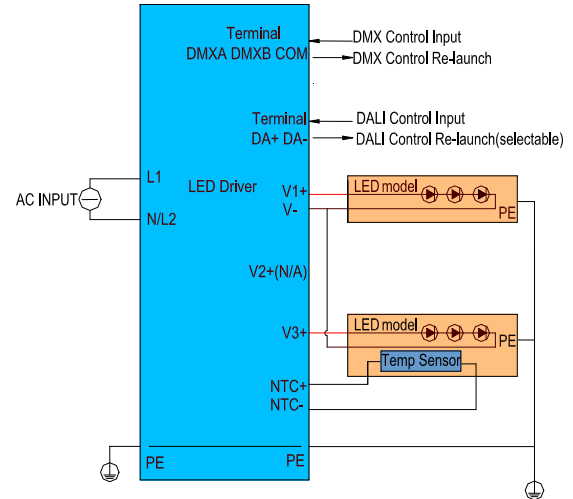 Terminal
DMXA DMXB COM
DMX Control Input
DMX Control Re-launch
Terminal
DA+ DA-
DALI Control Input
DALI Control Re-launch(selectable)
AC INPUT
L1
N/L2
LED Driver
V1+
V-
LED model
PE
V2+(N/A)
V3+
LED model
PE
Temp Sensor
NTC+
NTC-
PE
PE